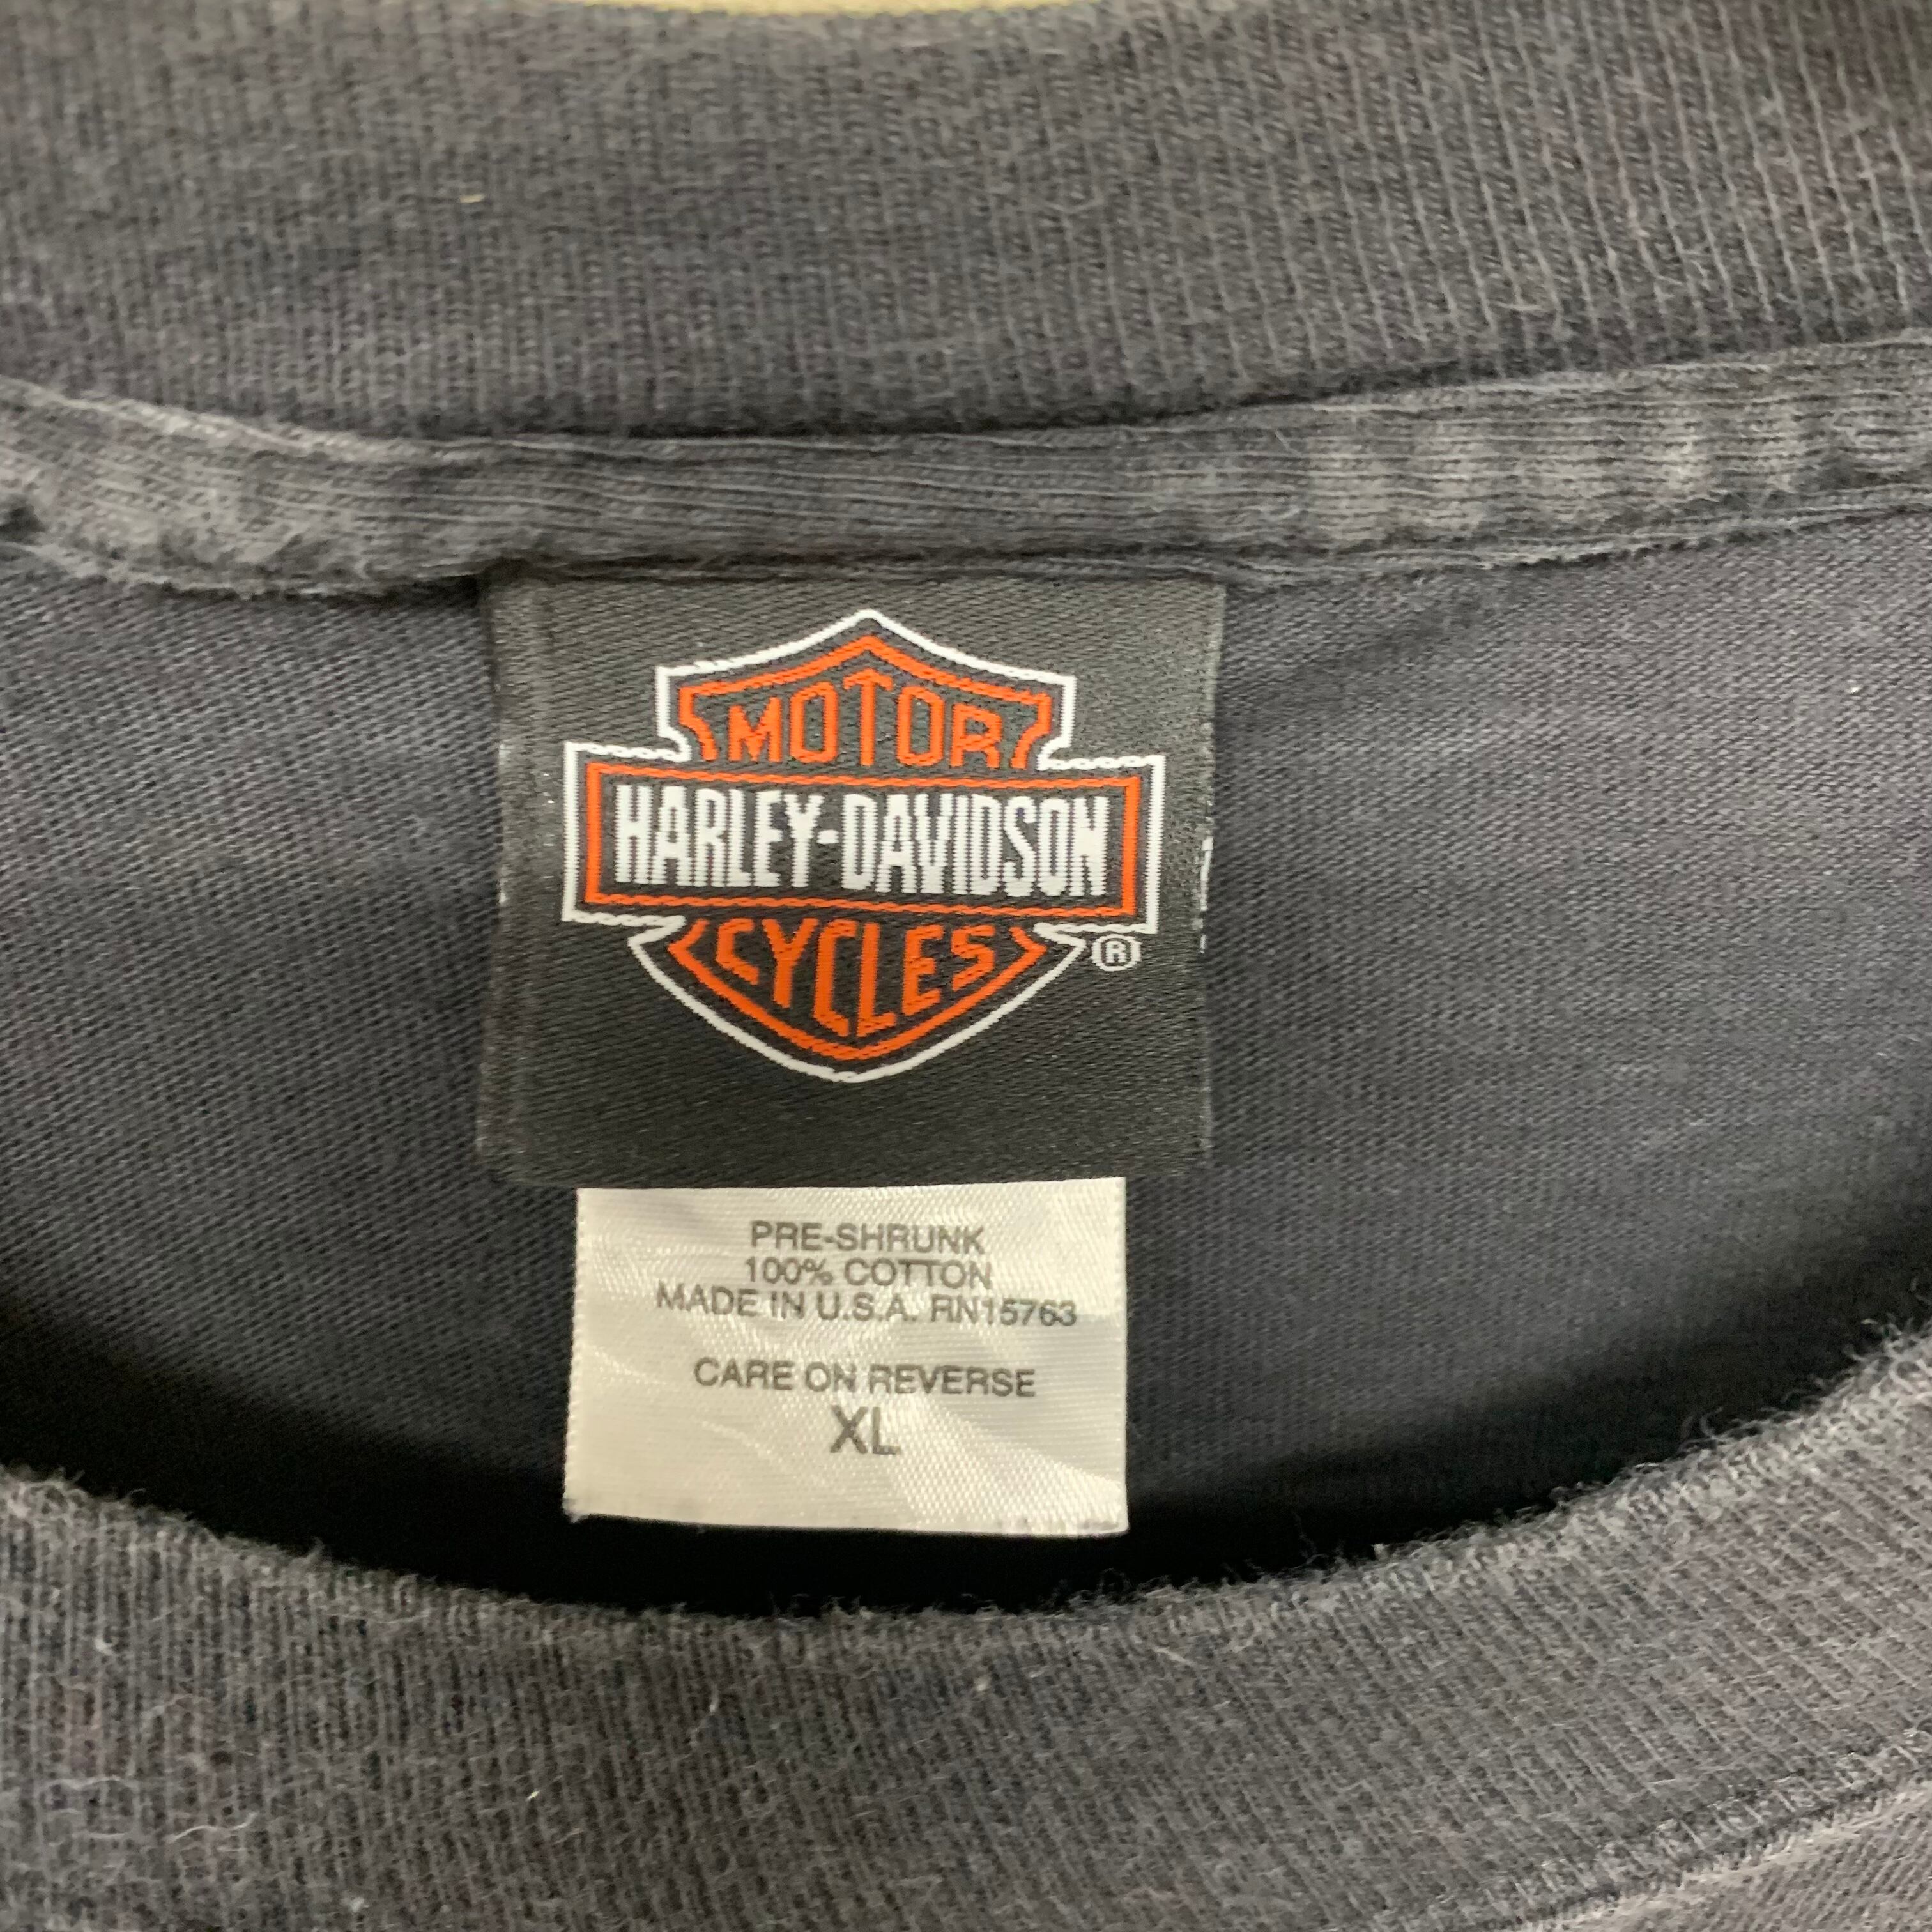 MOTOR
HARLEY-DAVIDSON
CYCLES ®
PRE-SHRUNK
100% COTTON
MADE IN U.S.A. RN15763
CARE ON REVERSE
XL